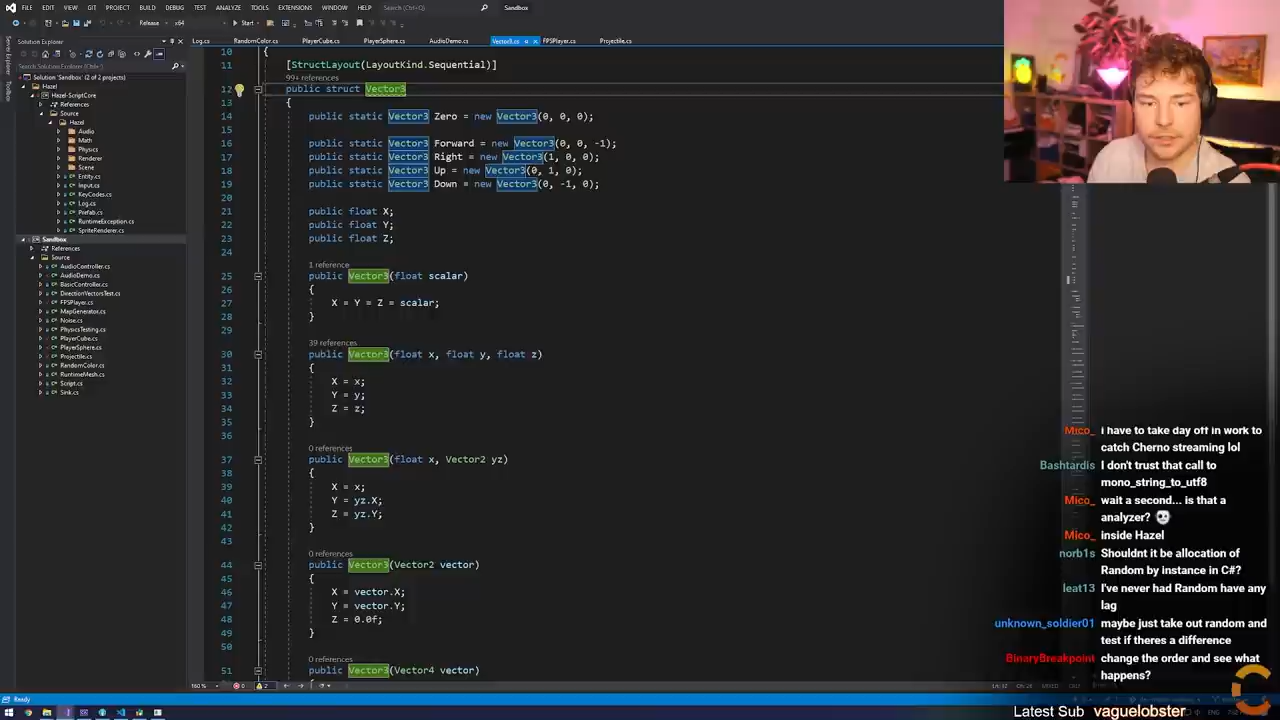 FILE EDIT VIEW GIT PROJECT BUILD DEBUG TEST ANALYZE TOOLS EXTENSIONS WINDOW HELP Search (Ctrl+Q) Sandbox
Release x64 Start
Solution Explorer
Log.cs RandomColor.cs PlayerCube.cs PlayerSphere.cs AudioDemo.cs Vector3.cs FPSPlayer.cs Projectile.cs
Server Explorer
Toolbox
Search Solution Explorer (Ctrl+;)
Solution 'Sandbox' (2 of 2 projects)
Hazel
Hazel-ScriptCore
References
Source
Hazel
Audio
Math
Physics
Renderer
Scene
Entity.cs
Input.cs
KeyCodes.cs
Log.cs
Prefab.cs
RuntimeException.cs
SpriteRenderer.cs
Sandbox
References
Source
AudioController.cs
AudioDemo.cs
BasicController.cs
DirectionVectorsTest.cs
FPSPlayer.cs
MapGenerator.cs
Noise.cs
PhysicsTesting.cs
PlayerCube.cs
PlayerSphere.cs
Projectile.cs
RandomColor.cs
RuntimeMesh.cs
Script.cs
Sink.cs
10 {
11 [StructLayout(LayoutKind.Sequential)]
99+ references
12 public struct Vector3
13 {
14 public static Vector3 Zero = new Vector3(0, 0, 0);
15
16 public static Vector3 Forward = new Vector3(0, 0, -1);
17 public static Vector3 Right = new Vector3(1, 0, 0);
18 public static Vector3 Up = new Vector3(0, 1, 0);
19 public static Vector3 Down = new Vector3(0, -1, 0);
20
21 public float X;
22 public float Y;
23 public float Z;
24
1 reference
25 public Vector3(float scalar)
26 {
27 X = Y = Z = scalar;
28 }
29
39 references
30 public Vector3(float x, float y, float z)
31 {
32 X = x;
33 Y = y;
34 Z = z;
35 }
36
0 references
37 public Vector3(float x, Vector2 yz)
38 {
39 X = x;
40 Y = yz.X;
41 Z = yz.Y;
42 }
43
0 references
44 public Vector3(Vector2 vector)
45 {
46 X = vector.X;
47 Y = vector.Y;
48 Z = 0.0f;
49 }
50
0 references
51 public Vector3(Vector4 vector)
160 % 0 2
Ready
Mico_ i have to take day off in work to
catch Cherno streaming lol
Bashtardis I don't trust that call to
mono_string_to_utf8
Mico_ wait a second... is that a
analyzer?
Mico_ inside Hazel
norb1s Shouldnt it be allocation of
Random by instance in C#?
leat13 I've never had Random have any
lag
unknown_soldier01 maybe just take out random and
test if theres a difference
BinaryBreakpoint change the order and see what
happens?
Latest Sub vaguelobster